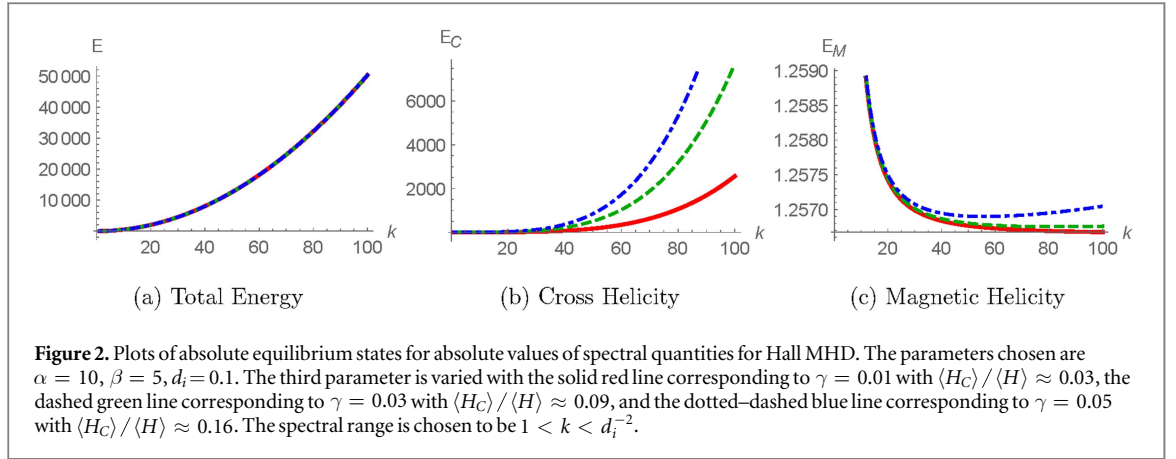 E
50 000
40 000
30 000
20 000
10 000
20 40 60 80 100 k
(a) Total Energy
E_C
6000
4000
2000
20 40 60 80 100 k
(b) Cross Helicity
E_M
1.2590
1.2585
1.2580
1.2575
1.2570
20 40 60 80 100 k
(c) Magnetic Helicity
Figure 2. Plots of absolute equilibrium states for absolute values of spectral quantities for Hall MHD. The parameters chosen are
α = 10, β = 5, d_i = 0.1. The third parameter is varied with the solid red line corresponding to γ = 0.01 with ⟨H_C⟩/⟨H⟩ ≈ 0.03, the
dashed green line corresponding to γ = 0.03 with ⟨H_C⟩/⟨H⟩ ≈ 0.09, and the dotted–dashed blue line corresponding to γ = 0.05
with ⟨H_C⟩/⟨H⟩ ≈ 0.16. The spectral range is chosen to be 1 < k < d_i^{-2}.